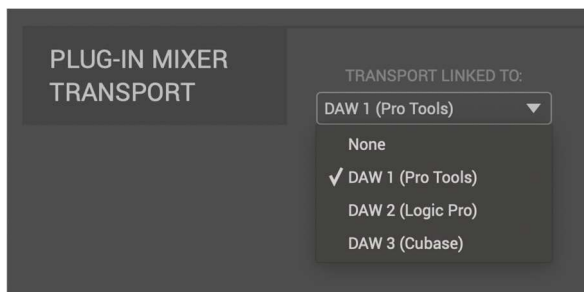 PLUG-IN MIXER
TRANSPORT
TRANSPORT LINKED TO:
DAW 1 (Pro Tools)
None
✓ DAW 1 (Pro Tools)
DAW 2 (Logic Pro)
DAW 3 (Cubase)